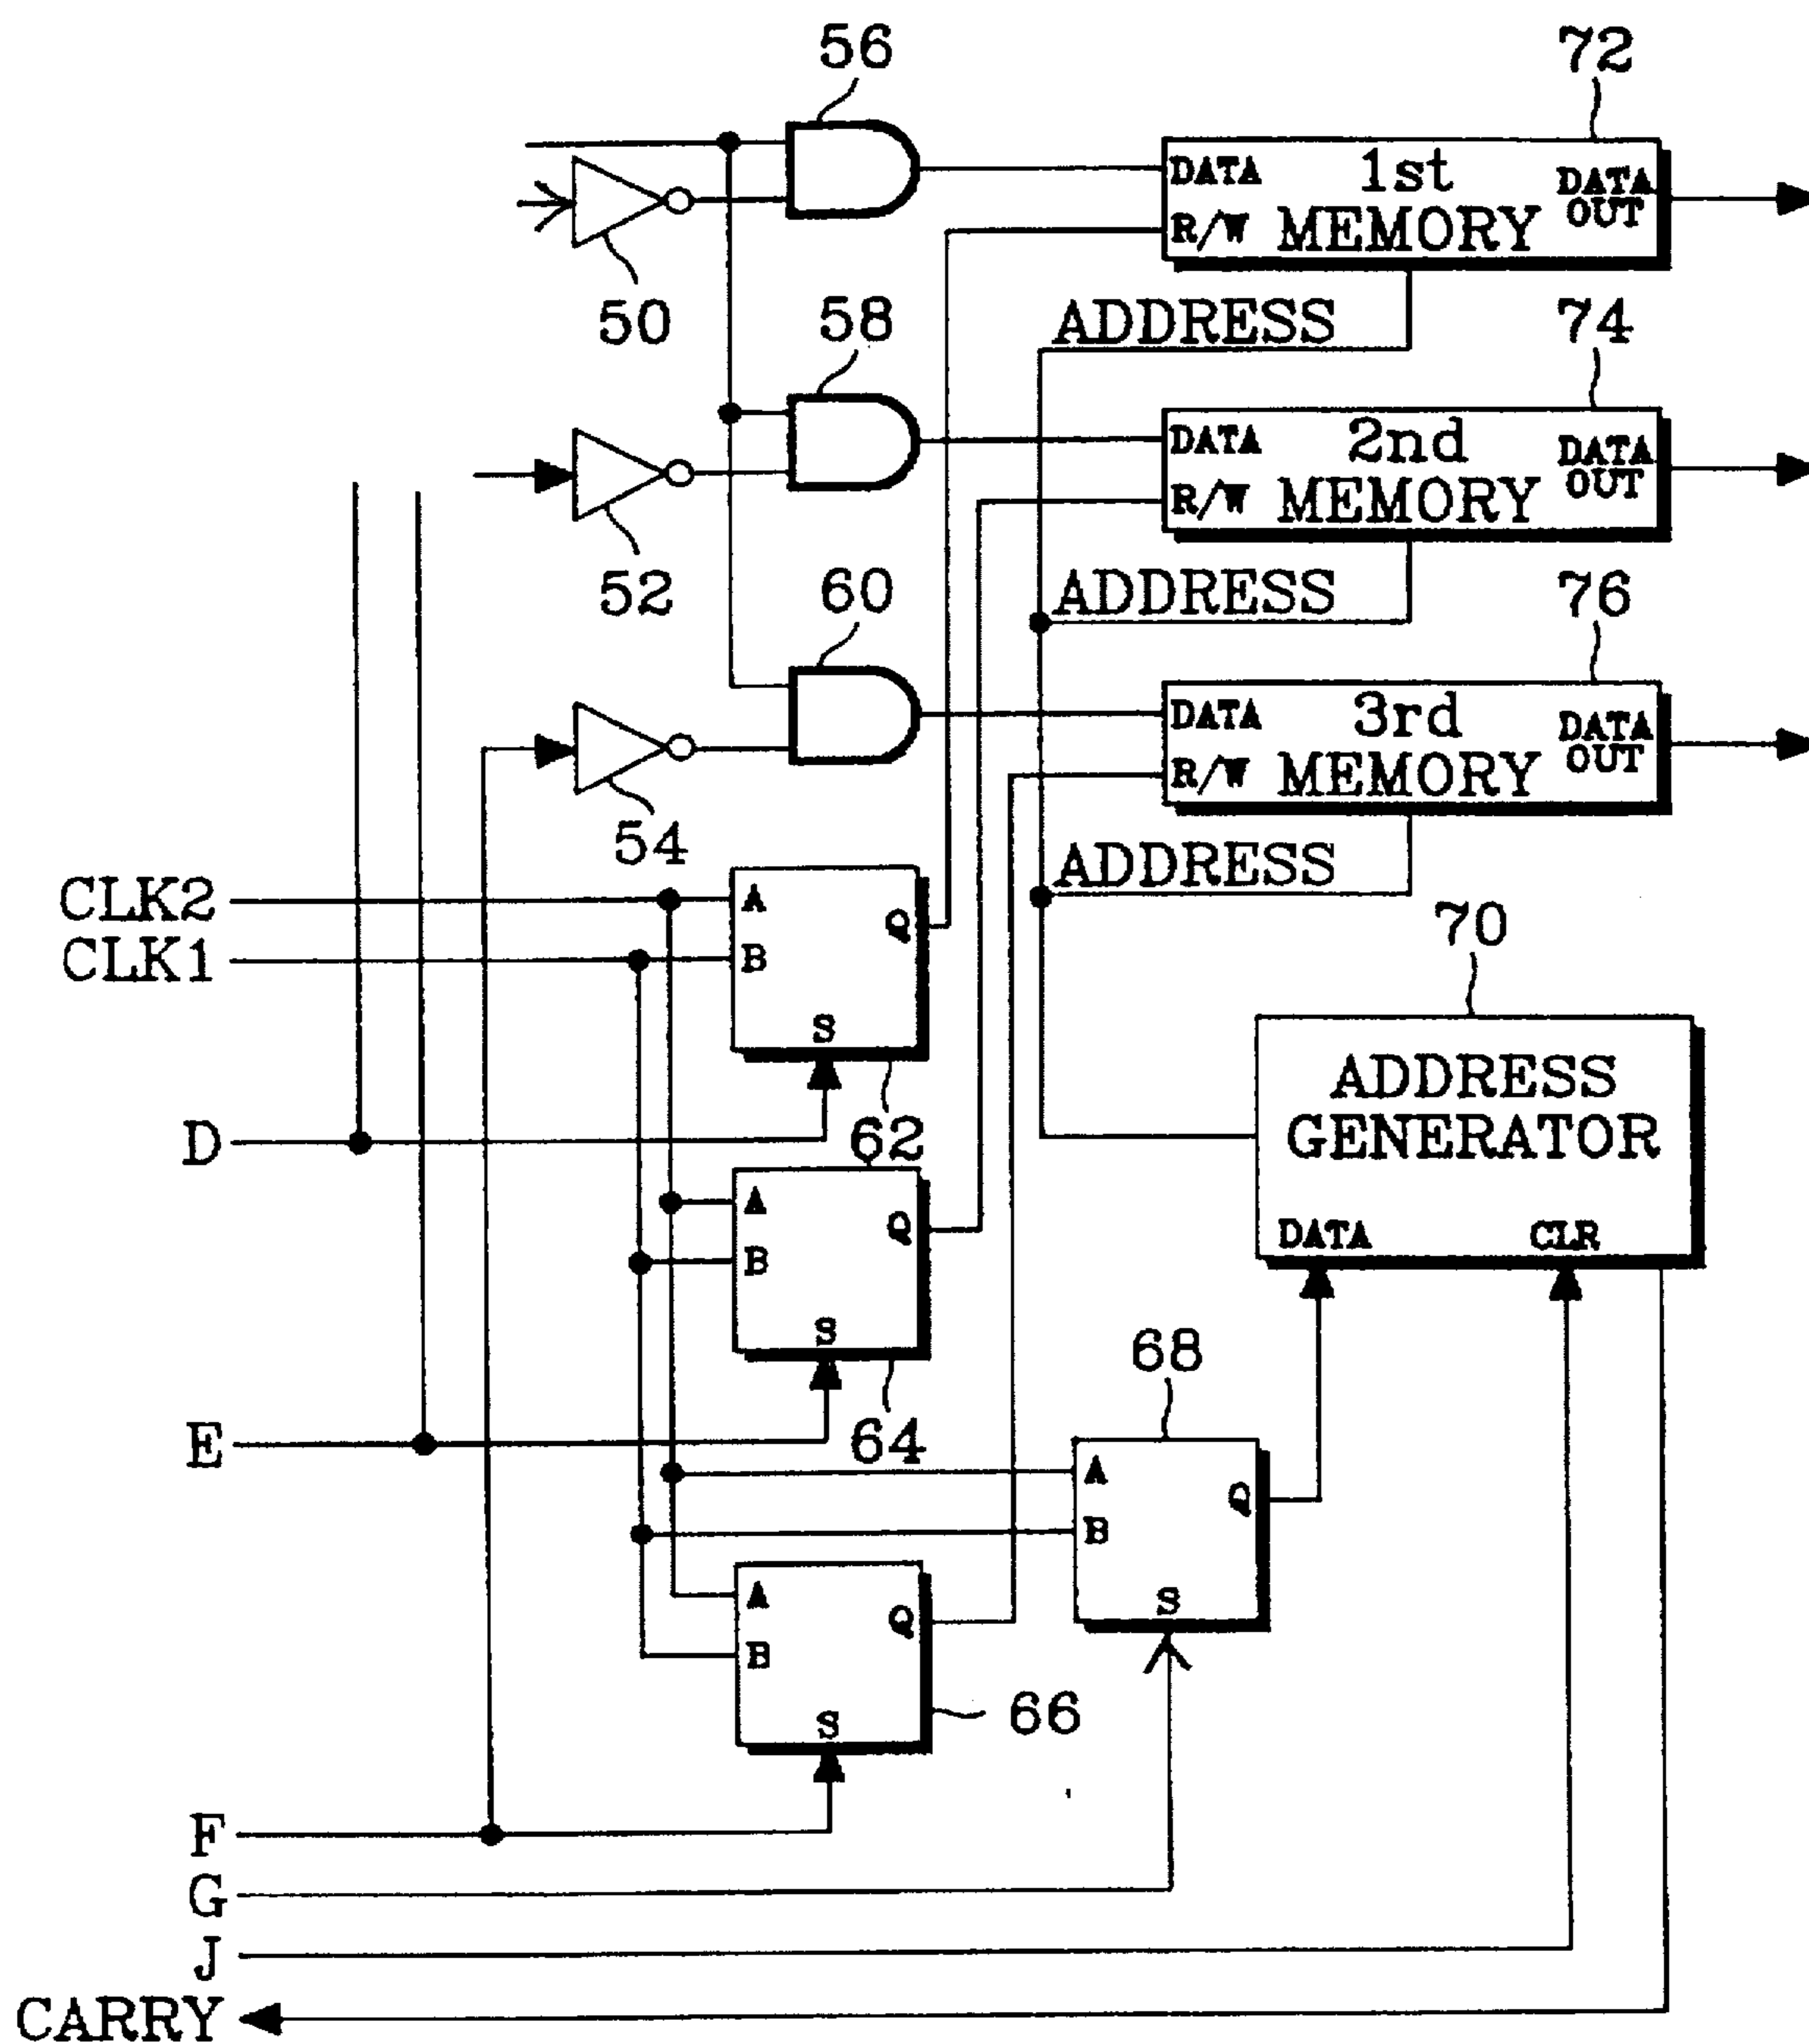 56
72
DATA 1st DATA
R/W MEMORY OUT
50
ADDRESS
58
74
DATA 2nd DATA
R/W MEMORY OUT
52
ADDRESS
60
76
DATA 3rd DATA
R/W MEMORY OUT
54
ADDRESS
CLK2
CLK1
A
B
Q
S
62
70
ADDRESS
GENERATOR
DATA
CLR
D
A
B
Q
S
64
E
68
A
B
Q
S
A
B
Q
S
66
F
G
J
CARRY